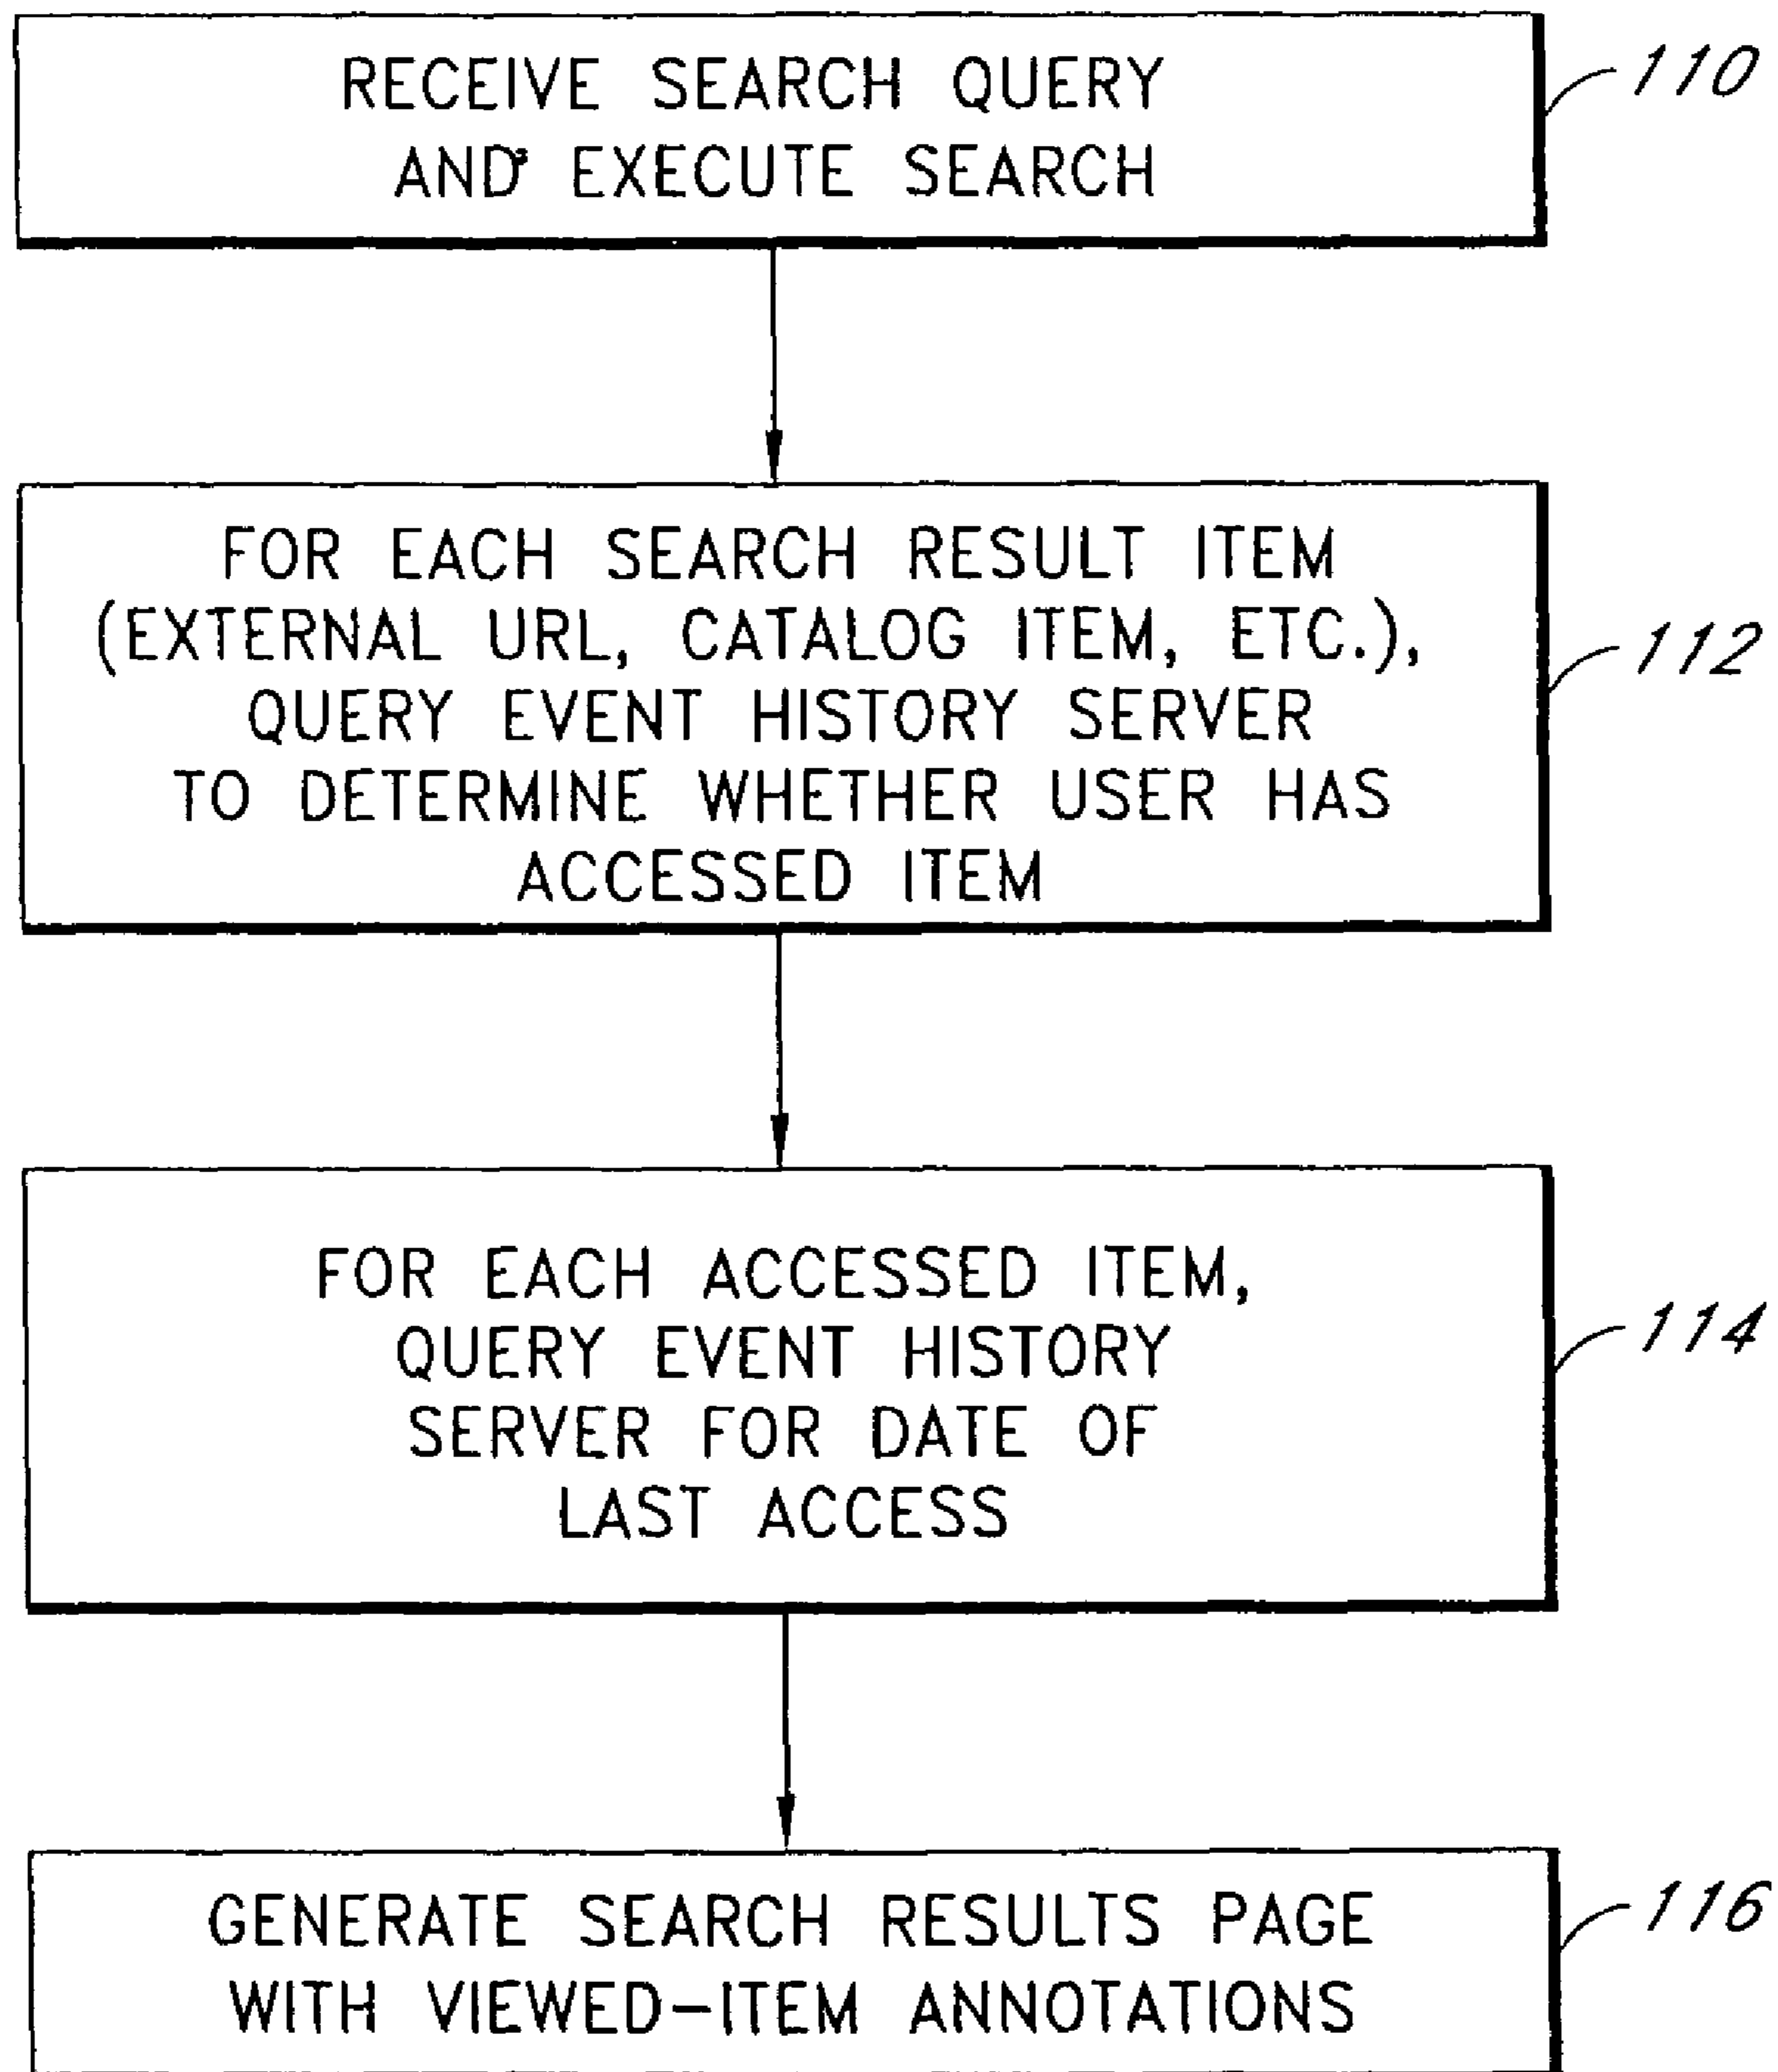 RECEIVE SEARCH QUERY
AND EXECUTE SEARCH
110
FOR EACH SEARCH RESULT ITEM
(EXTERNAL URL, CATALOG ITEM, ETC.),
QUERY EVENT HISTORY SERVER
TO DETERMINE WHETHER USER HAS
ACCESSED ITEM
112
FOR EACH ACCESSED ITEM,
QUERY EVENT HISTORY
SERVER FOR DATE OF
LAST ACCESS
114
GENERATE SEARCH RESULTS PAGE
WITH VIEWED-ITEM ANNOTATIONS
116